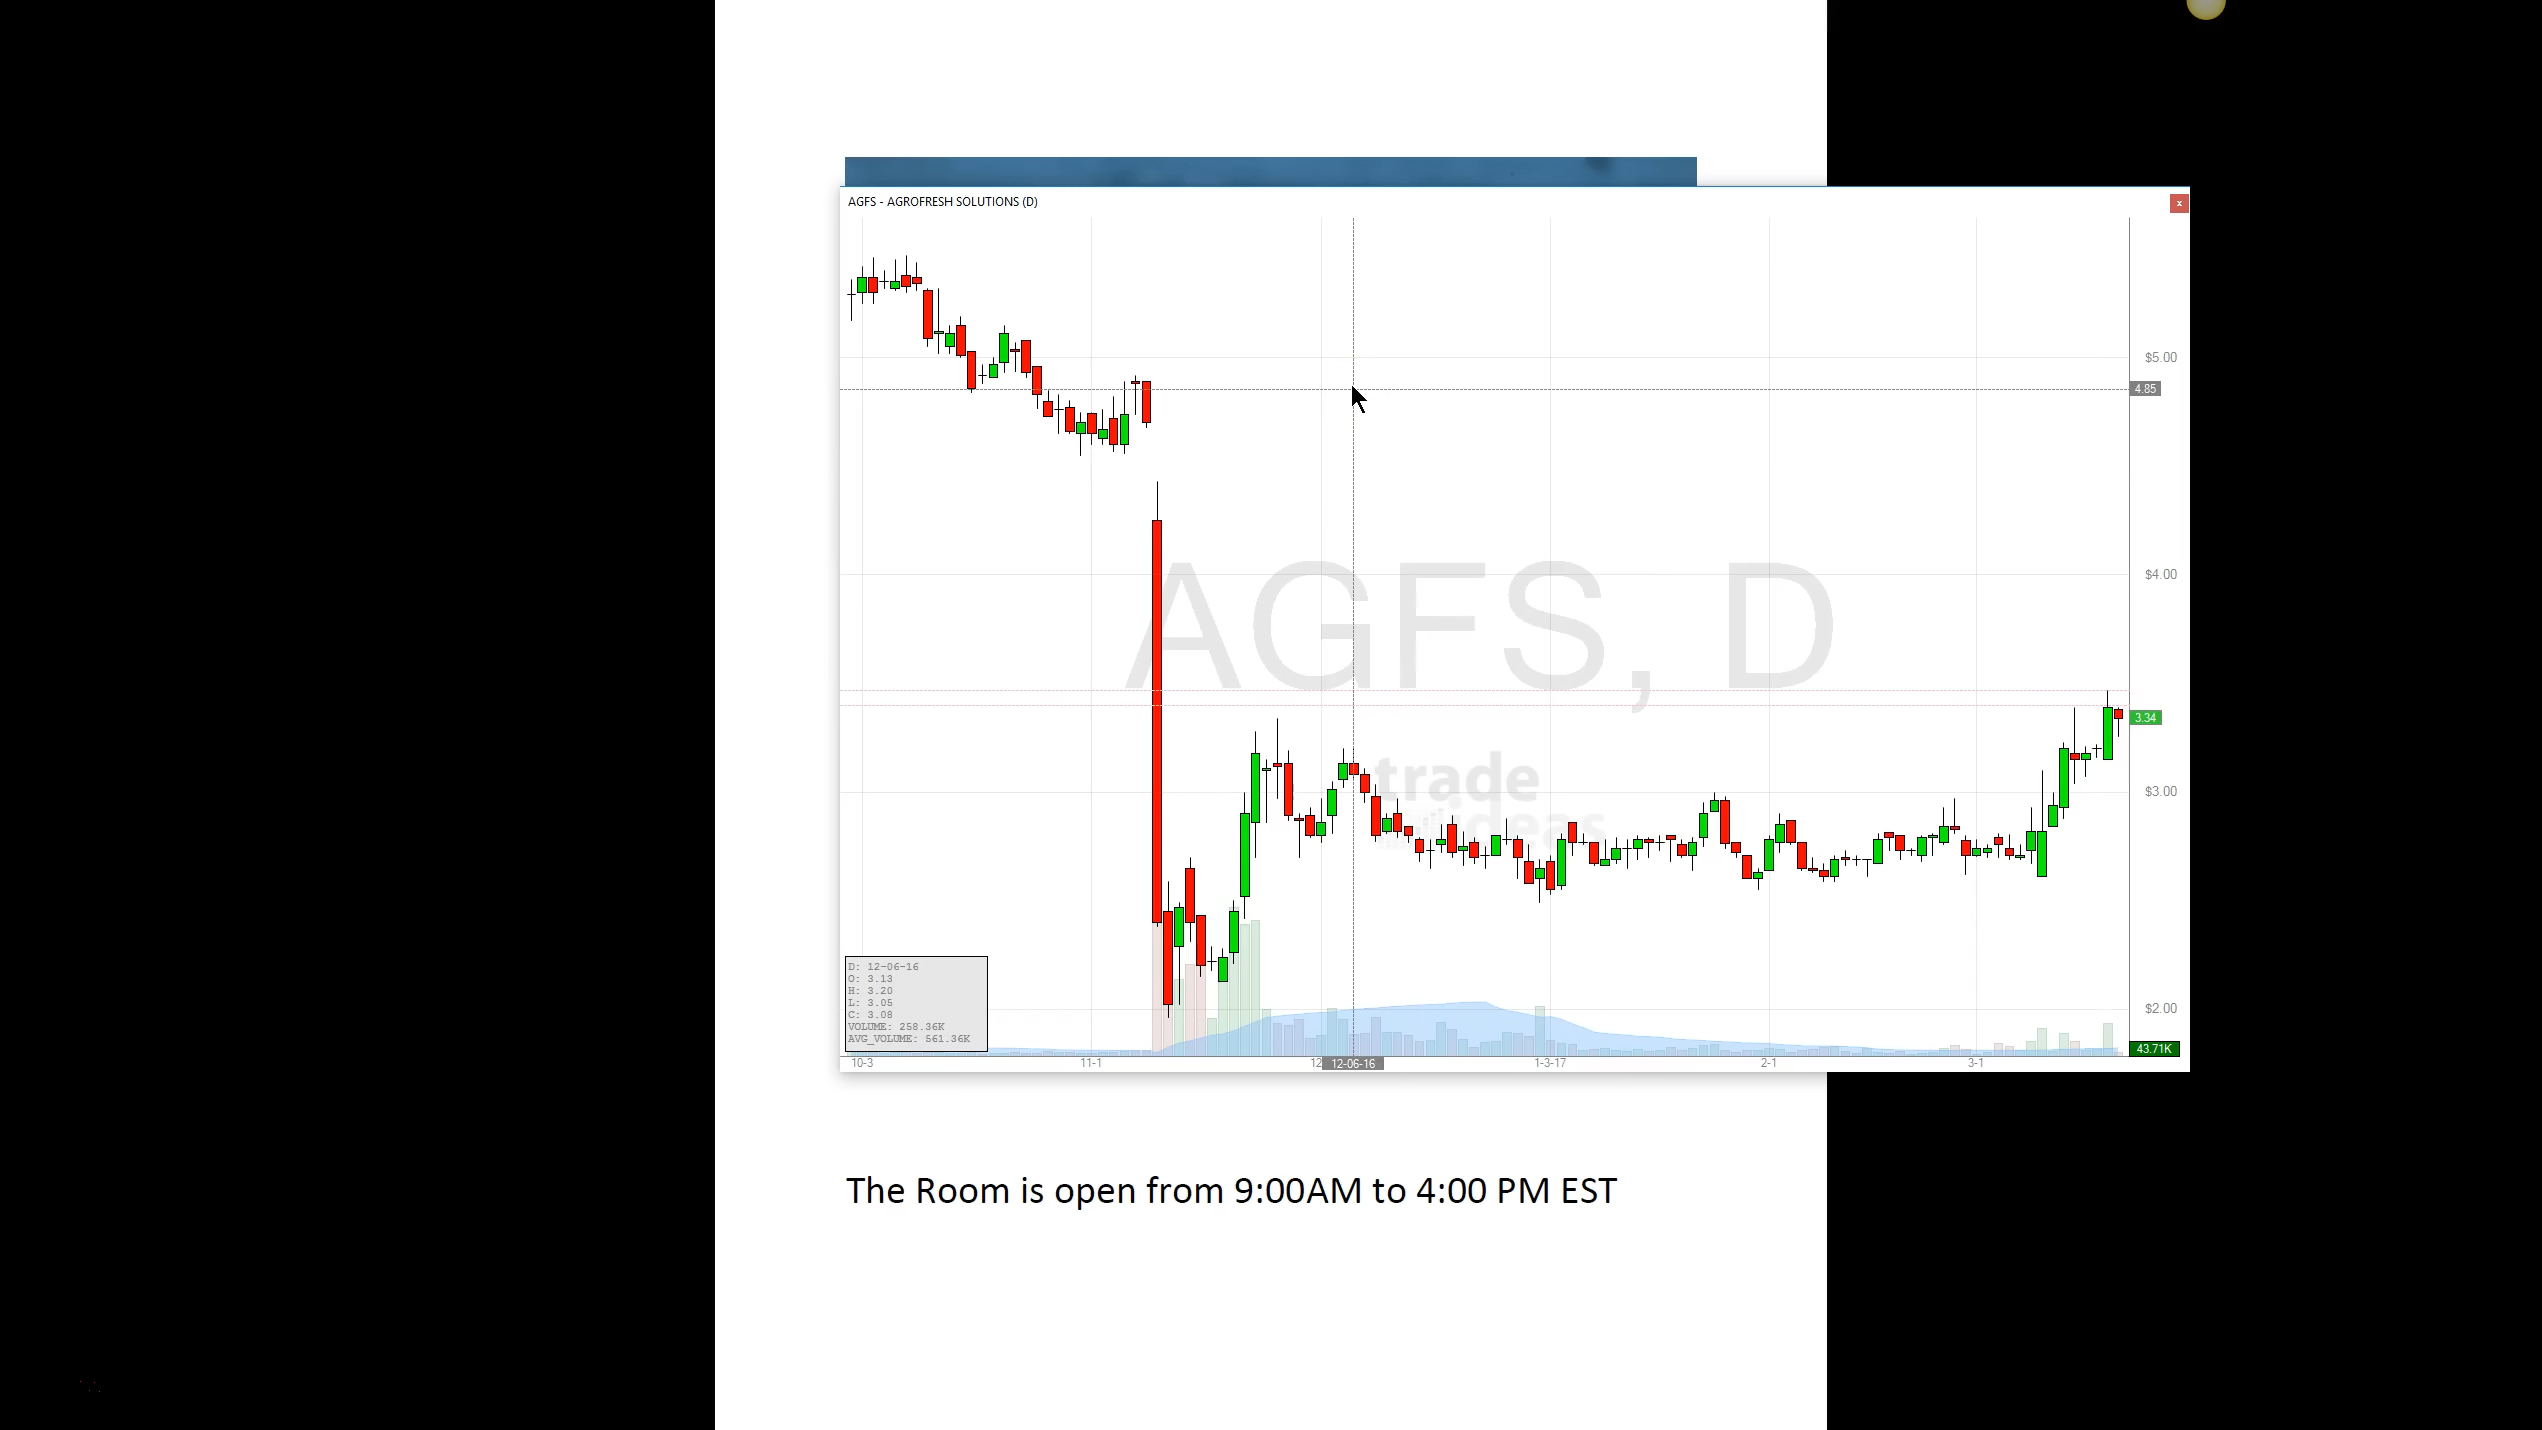 AGFS - AGROFRESH SOLUTIONS (D)
x
$5.00
4.85
$4.00
AGFS, D
3.34
trade
ideas
$3.00
D: 12-06-16
O: 3.13
H: 3.20
L: 3.05
C: 3.08
VOLUME: 258.36K
AVG_VOLUME: 561.36K
$2.00
43.71K
10-3 11-1 12 12-06-16 1-3-17 2-1 3-1
The Room is open from 9:00AM to 4:00 PM EST